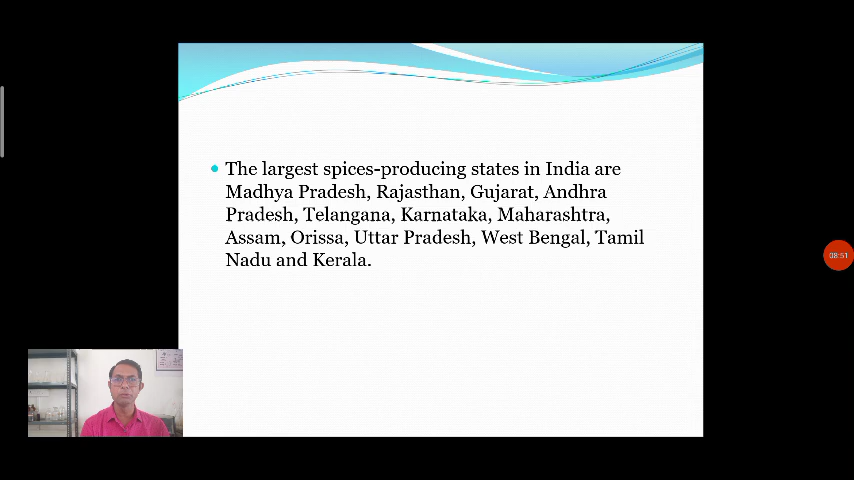 The largest spices-producing states in India are
Madhya Pradesh, Rajasthan, Gujarat, Andhra
Pradesh, Telangana, Karnataka, Maharashtra,
Assam, Orissa, Uttar Pradesh, West Bengal, Tamil
Nadu and Kerala.
08:51